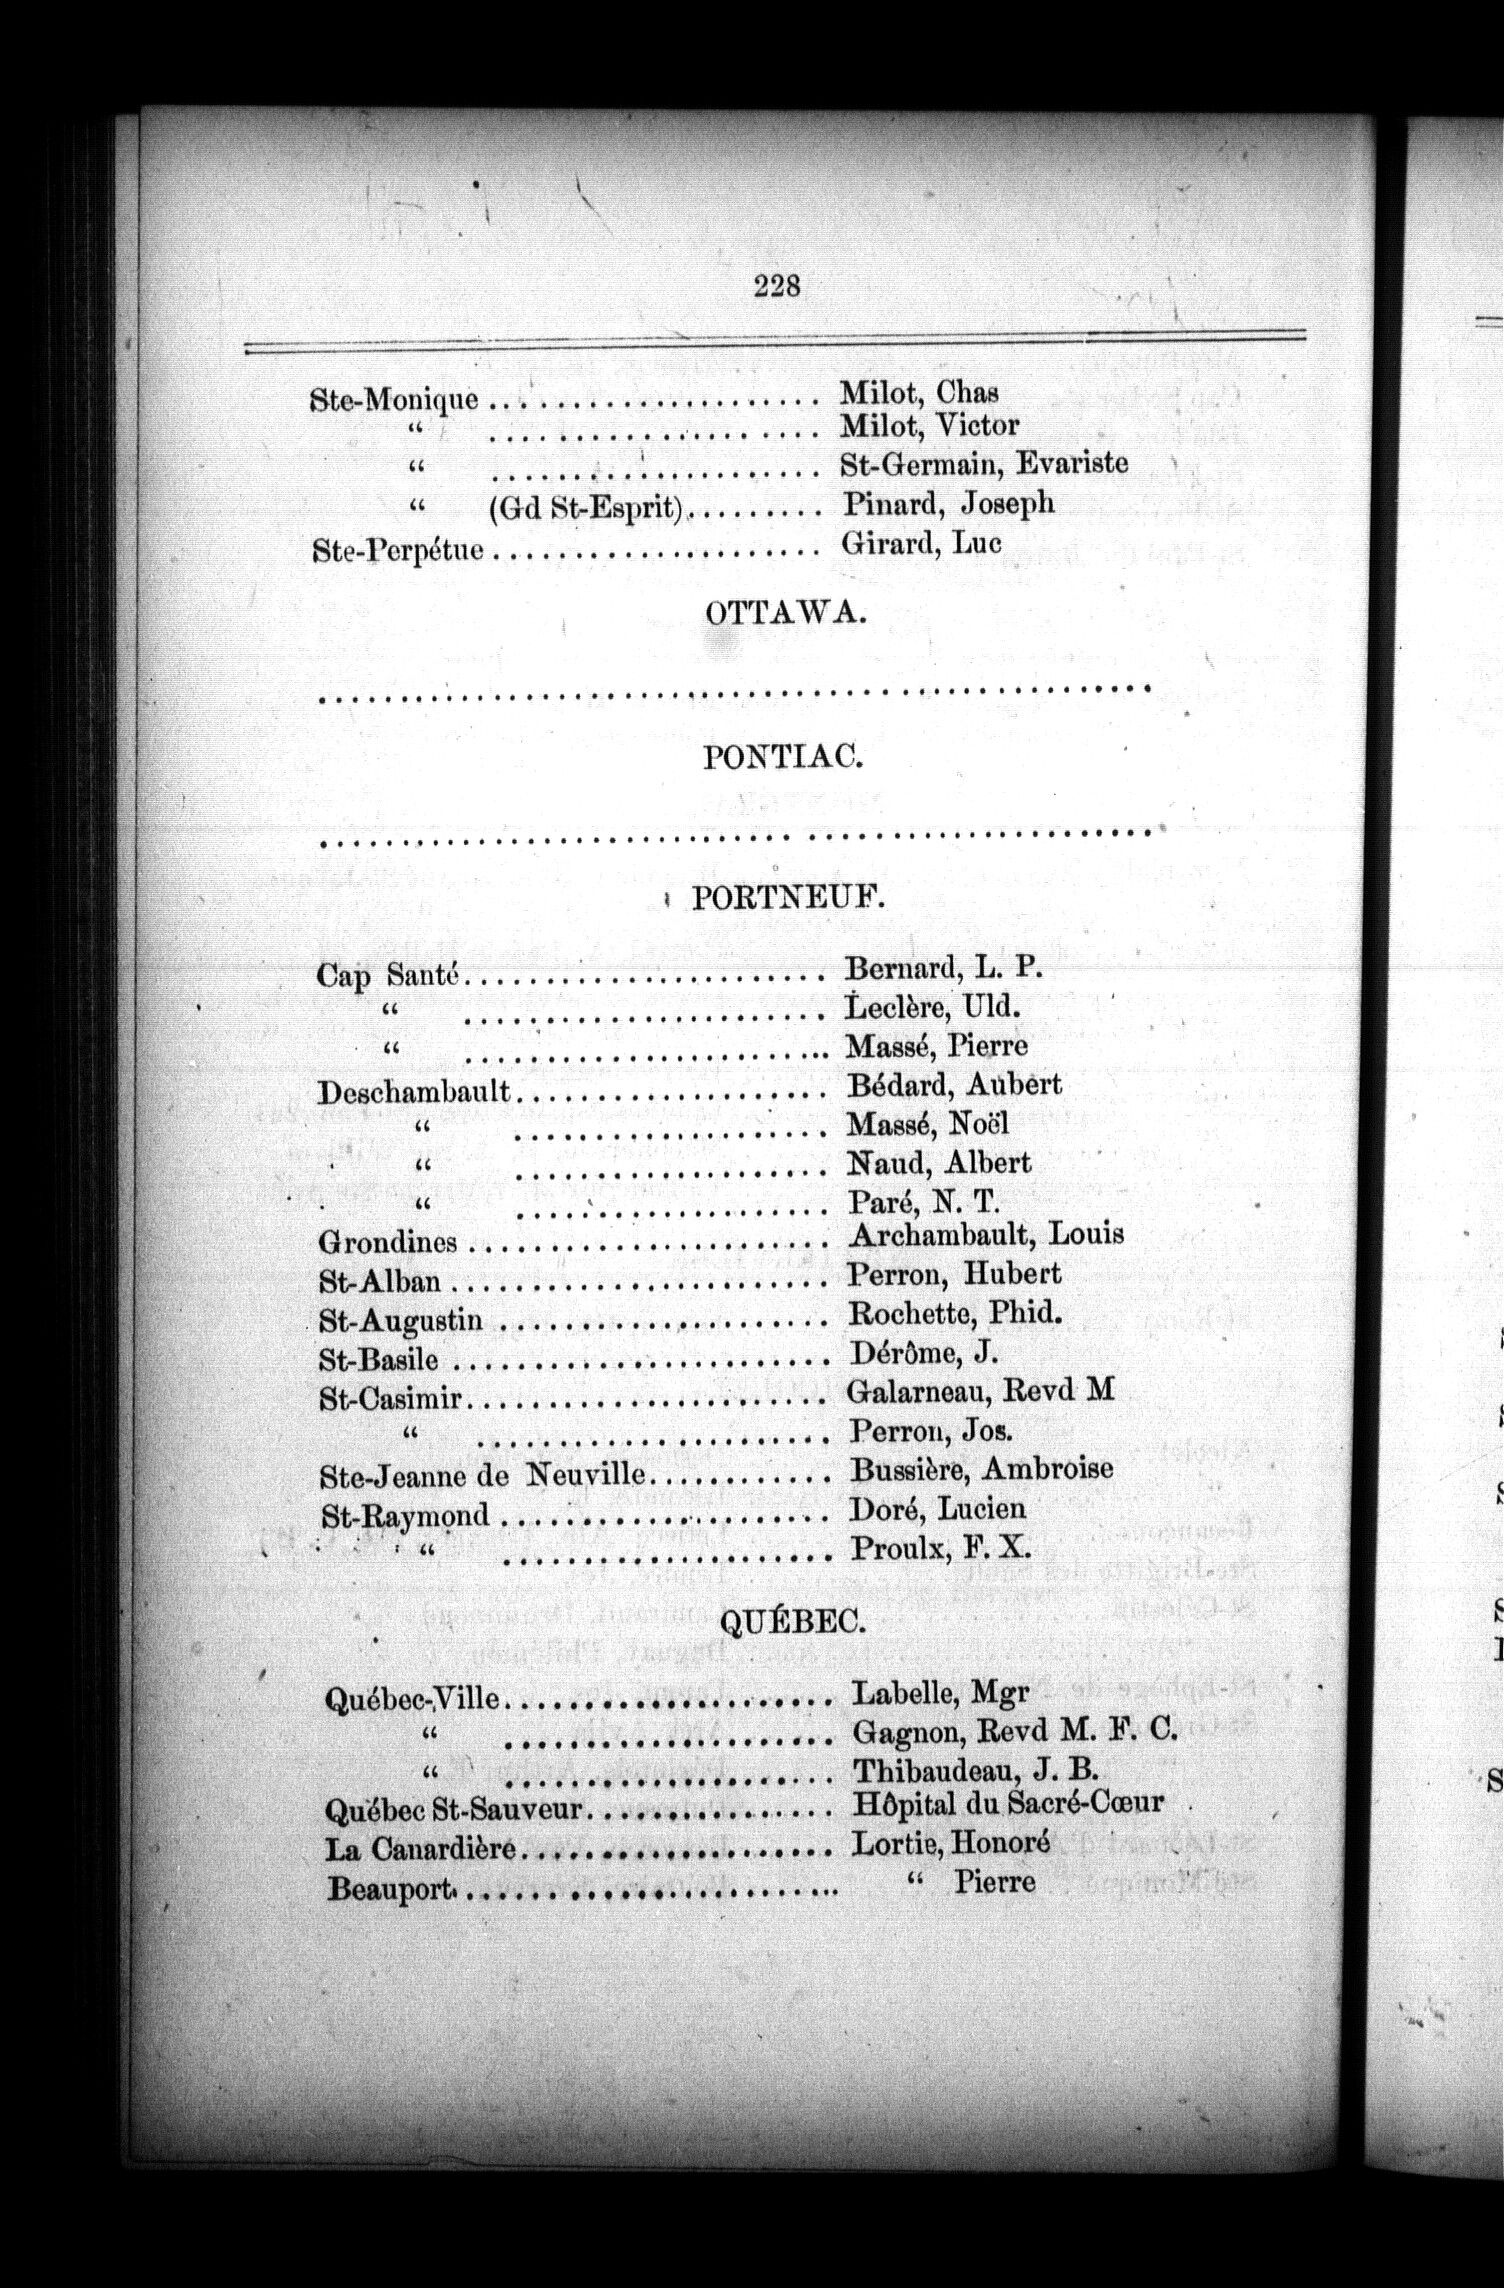 228
Ste-Monique ..................... Milot, Chas
“ ..................... Milot, Victor
“ ..................... St-Germain, Evariste
“ (Gd St-Esprit)......... Pinard, Joseph
Ste-Perpétue ..................... Girard, Luc
OTTAWA.
....................................................
PONTIAC.
....................................................
PORTNEUF.
Cap Santé....................... Bernard, L. P.
“ ....................... Leclère, Uld.
“ ....................... Massé, Pierre
Deschambault.................... Bédard, Aubert
“ .................... Massé, Noël
“ .................... Naud, Albert
“ .................... Paré, N. T.
Grondines ....................... Archambault, Louis
St-Alban ........................ Perron, Hubert
St-Augustin ..................... Rochette, Phid.
St-Basile ........................ Dérôme, J.
St-Casimir....................... Galarneau, Revd M
“ ...................... Perron, Jos.
Ste-Jeanne de Neuville............ Bussière, Ambroise
St-Raymond ..................... Doré, Lucien
“ ..................... Proulx, F. X.
QUÉBEC.
Québec-Ville..................... Labelle, Mgr
“ ..................... Gagnon, Revd M. F. C.
“ ..................... Thibaudeau, J. B.
Québec St-Sauveur................ Hôpital du Sacré-Cœur
La Canardière.................... Lortie, Honoré
Beauport........................ “ Pierre